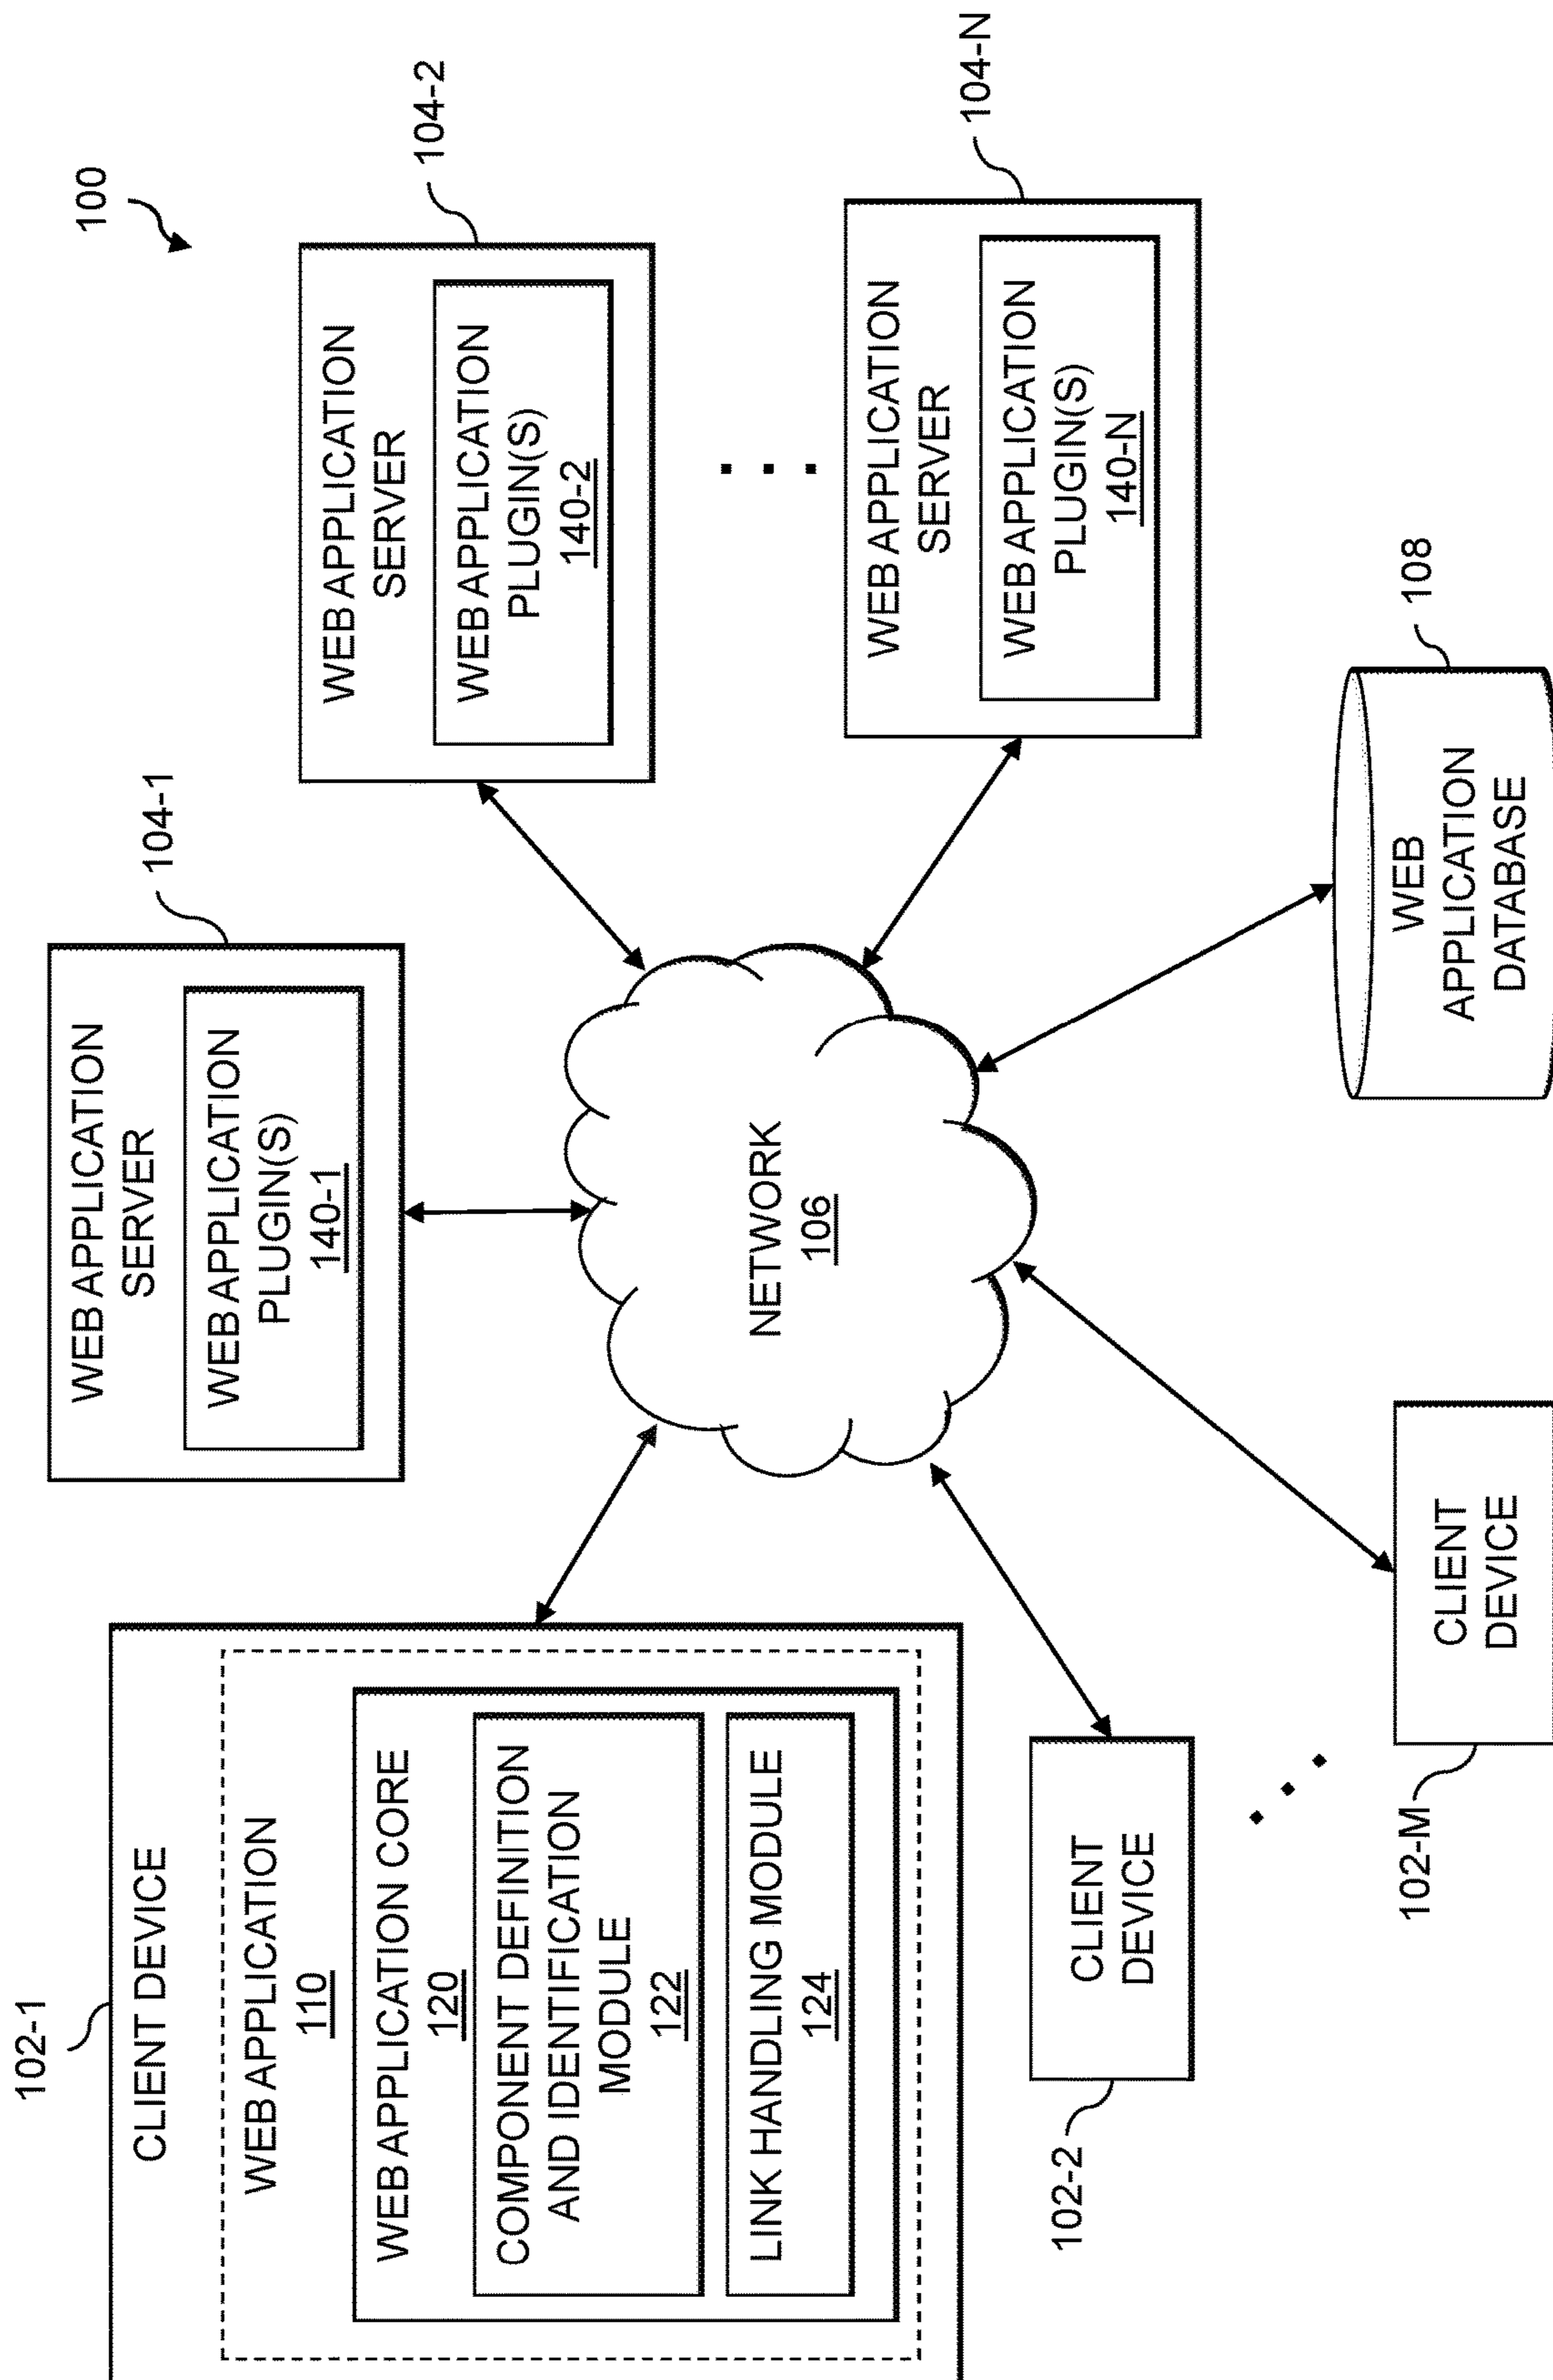 100
102-1
CLIENT DEVICE
WEB APPLICATION
110
WEB APPLICATION CORE
120
COMPONENT DEFINITION
AND IDENTIFICATION
MODULE
122
LINK HANDLING MODULE
124
WEB APPLICATION
SERVER
WEB APPLICATION
PLUGIN(S)
140-1
104-1
WEB APPLICATION
SERVER
WEB APPLICATION
PLUGIN(S)
140-2
104-2
NETWORK
106
WEB APPLICATION
SERVER
WEB APPLICATION
PLUGIN(S)
140-N
104-N
CLIENT
DEVICE
102-2
CLIENT
DEVICE
102-M
WEB
APPLICATION
DATABASE
108